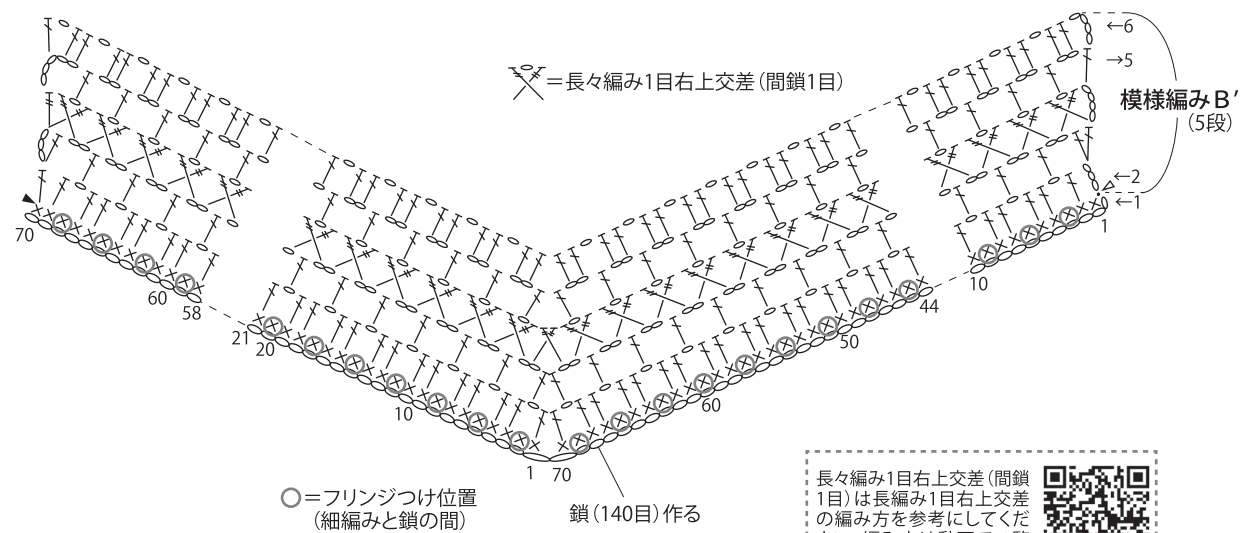 ←6
→5
模様編みB′
(5段)
←2
←1
=長々編み1目右上交差(間鎖1目)
70
60
58
21
20
10
1
70
60
50
44
10
1
○=フリンジつけ位置
(細編みと鎖の間)
鎖(140目)作る
長々編み1目右上交差(間鎖
1目)は長編み1目右上交差
の編み方を参考にしてくだ